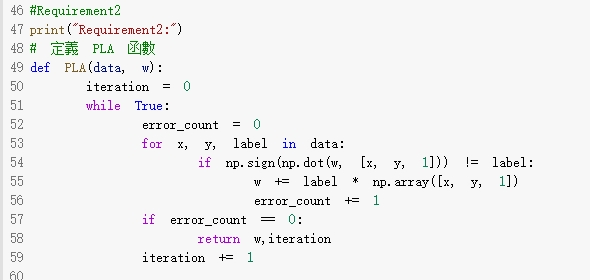 46 #Requirement2
47 print("Requirement2:")
48 # 定義 PLA 函數
49 def PLA(data, w):
50 iteration = 0
51 while True:
52 error_count = 0
53 for x, y, label in data:
54 if np.sign(np.dot(w, [x, y, 1])) != label:
55 w += label * np.array([x, y, 1])
56 error_count += 1
57 if error_count == 0:
58 return w,iteration
59 iteration += 1
60